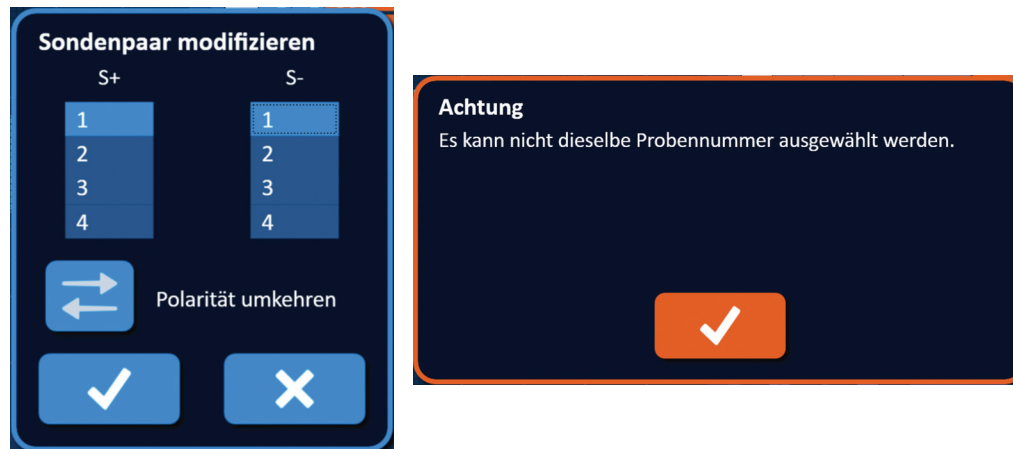 Sondenpaar modifizieren
S+ S-
1 1
2 2
3 3
4 4
Polarität umkehren
Achtung
Es kann nicht dieselbe Probennummer ausgewählt werden.